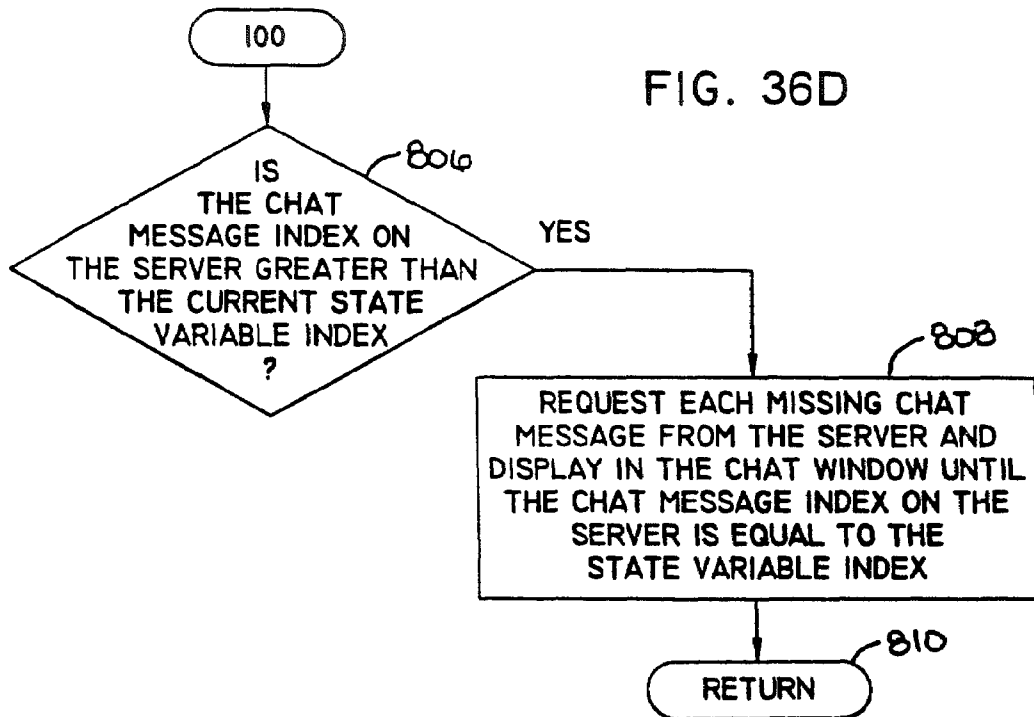 100
FIG. 36D
806
IS
THE CHAT
MESSAGE INDEX ON
THE SERVER GREATER THAN
THE CURRENT STATE
VARIABLE INDEX
?
YES
808
REQUEST EACH MISSING CHAT
MESSAGE FROM THE SERVER AND
DISPLAY IN THE CHAT WINDOW UNTIL
THE CHAT MESSAGE INDEX ON THE
SERVER IS EQUAL TO THE
STATE VARIABLE INDEX
810
RETURN